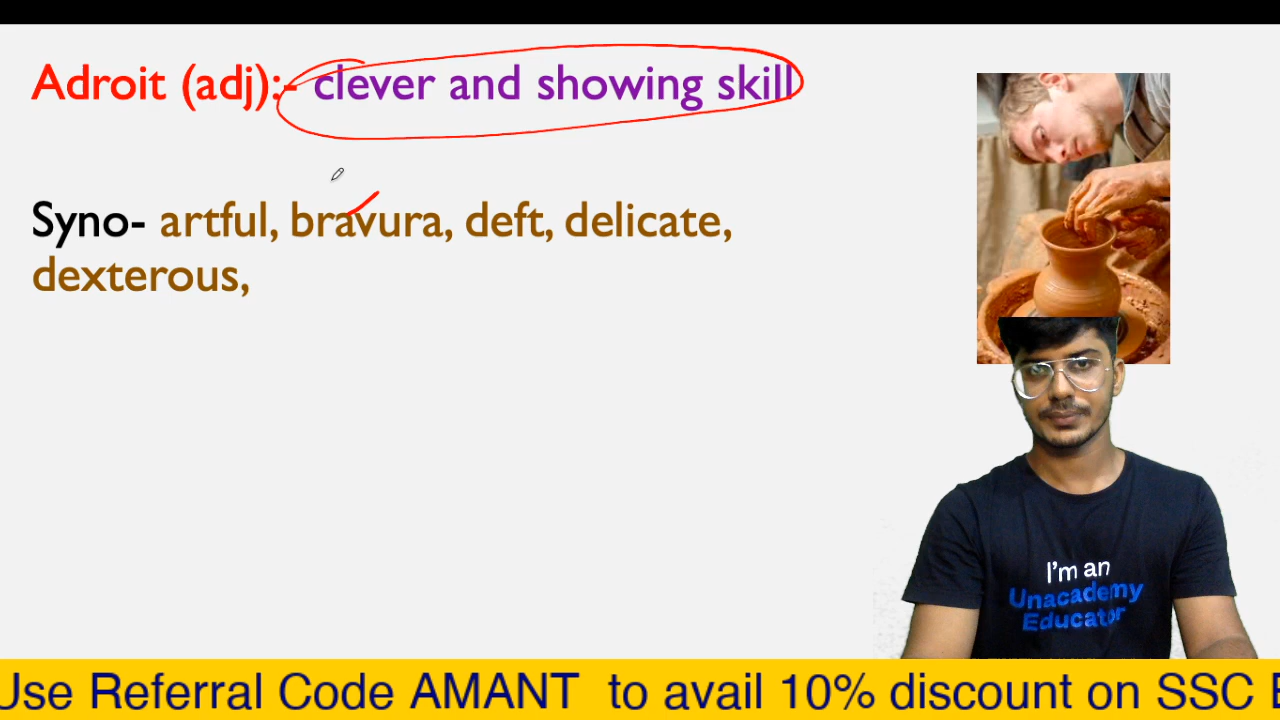 Adroit (adj):- clever and showing skill
Syno- artful, bravura, deft, delicate,
dexterous,
I'm an
Unacademy
Educator
Use Referral Code AMANT to avail 10% discount on SSC